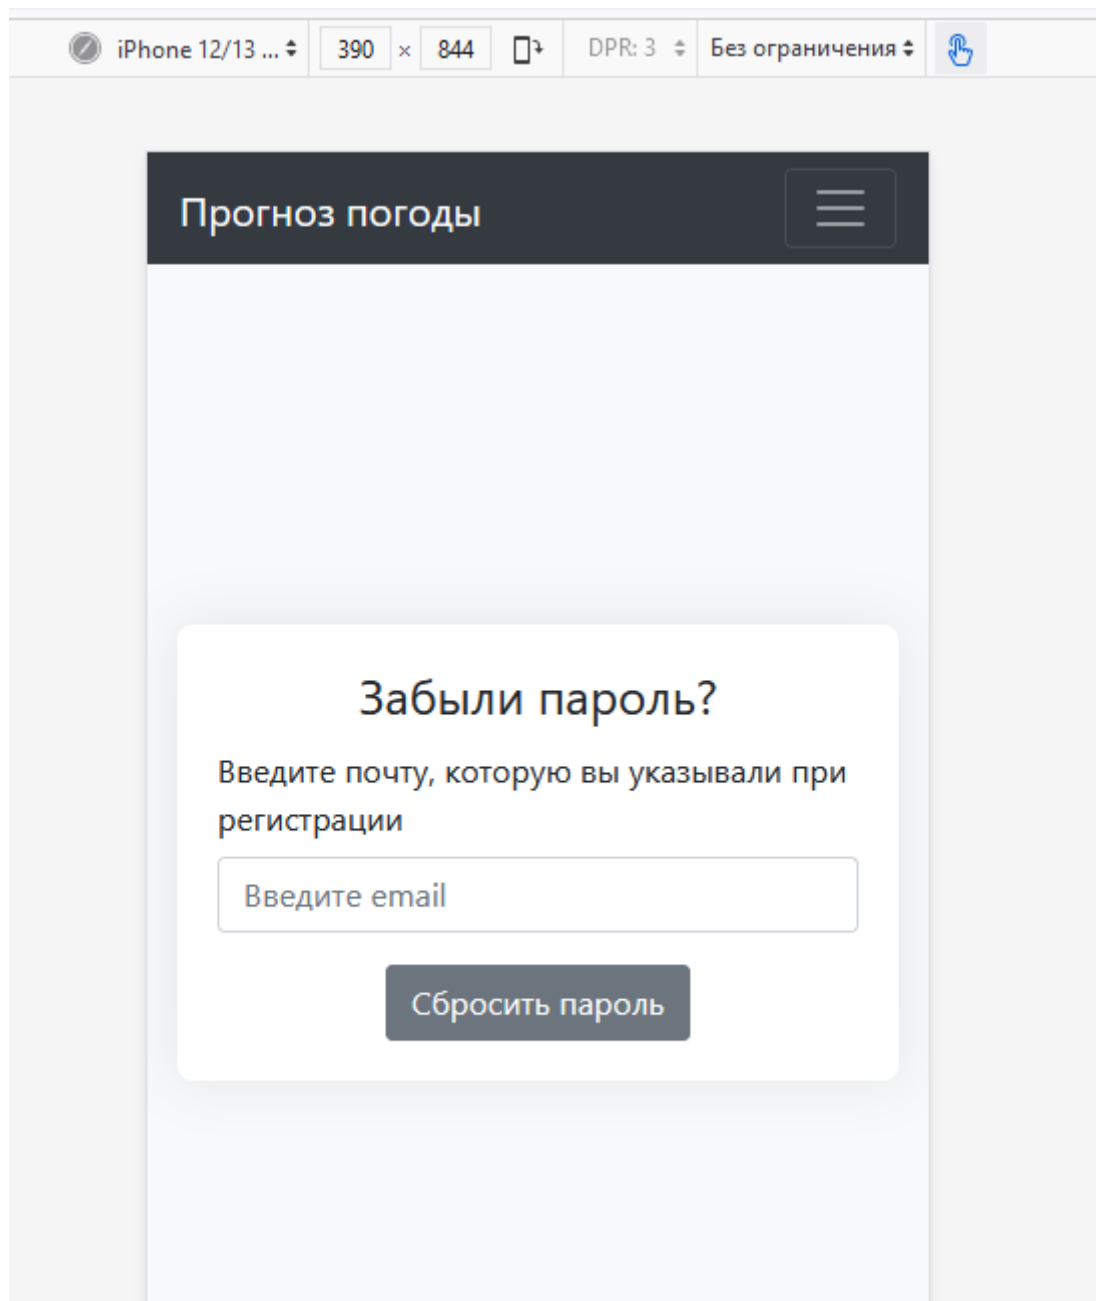 iPhone 12/13 ... 390 × 844 DPR: 3 Без ограничения
Прогноз погоды
Забыли пароль?
Введите почту, которую вы указывали при
регистрации
Введите email
Сбросить пароль